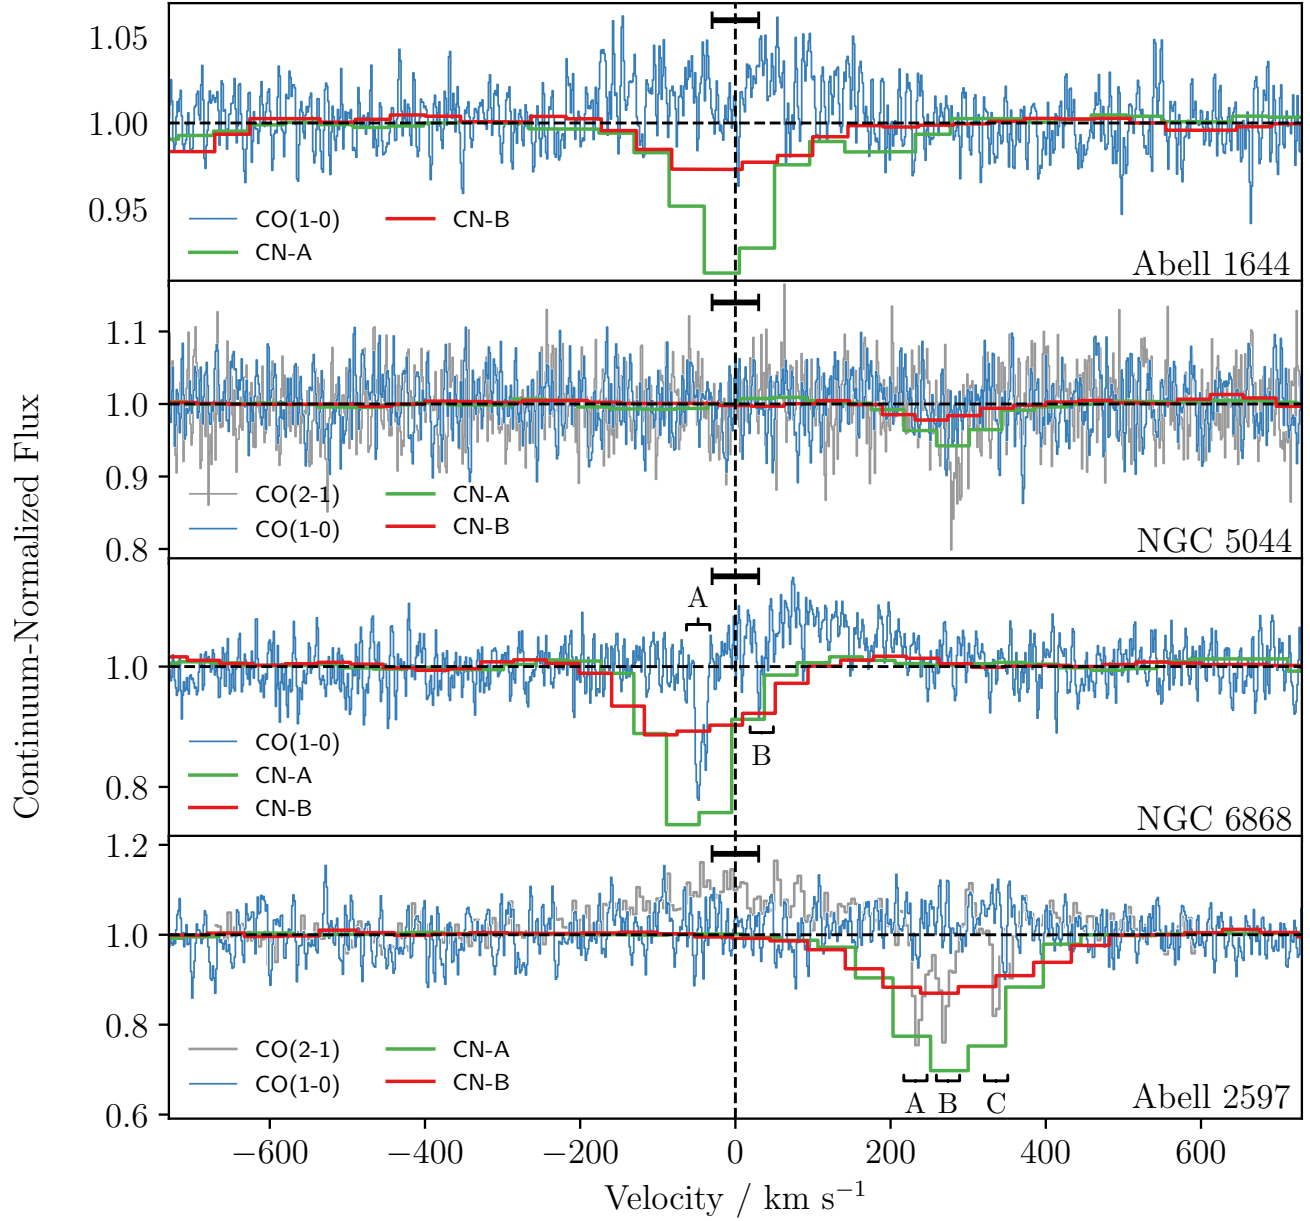 1.05
1.00
0.95
CO(1-0)
CN-A
CN-B
Abell 1644
1.1
1.0
0.9
0.8
CO(2-1)
CO(1-0)
CN-A
CN-B
NGC 5044
A
1.0
0.8
B
CO(1-0)
CN-A
CN-B
NGC 6868
1.2
1.0
0.8
0.6
CO(2-1)
CO(1-0)
CN-A
CN-B
A B C
Abell 2597
−600 −400 −200 0 200 400 600
Velocity / km s⁻¹
Continuum-Normalized Flux